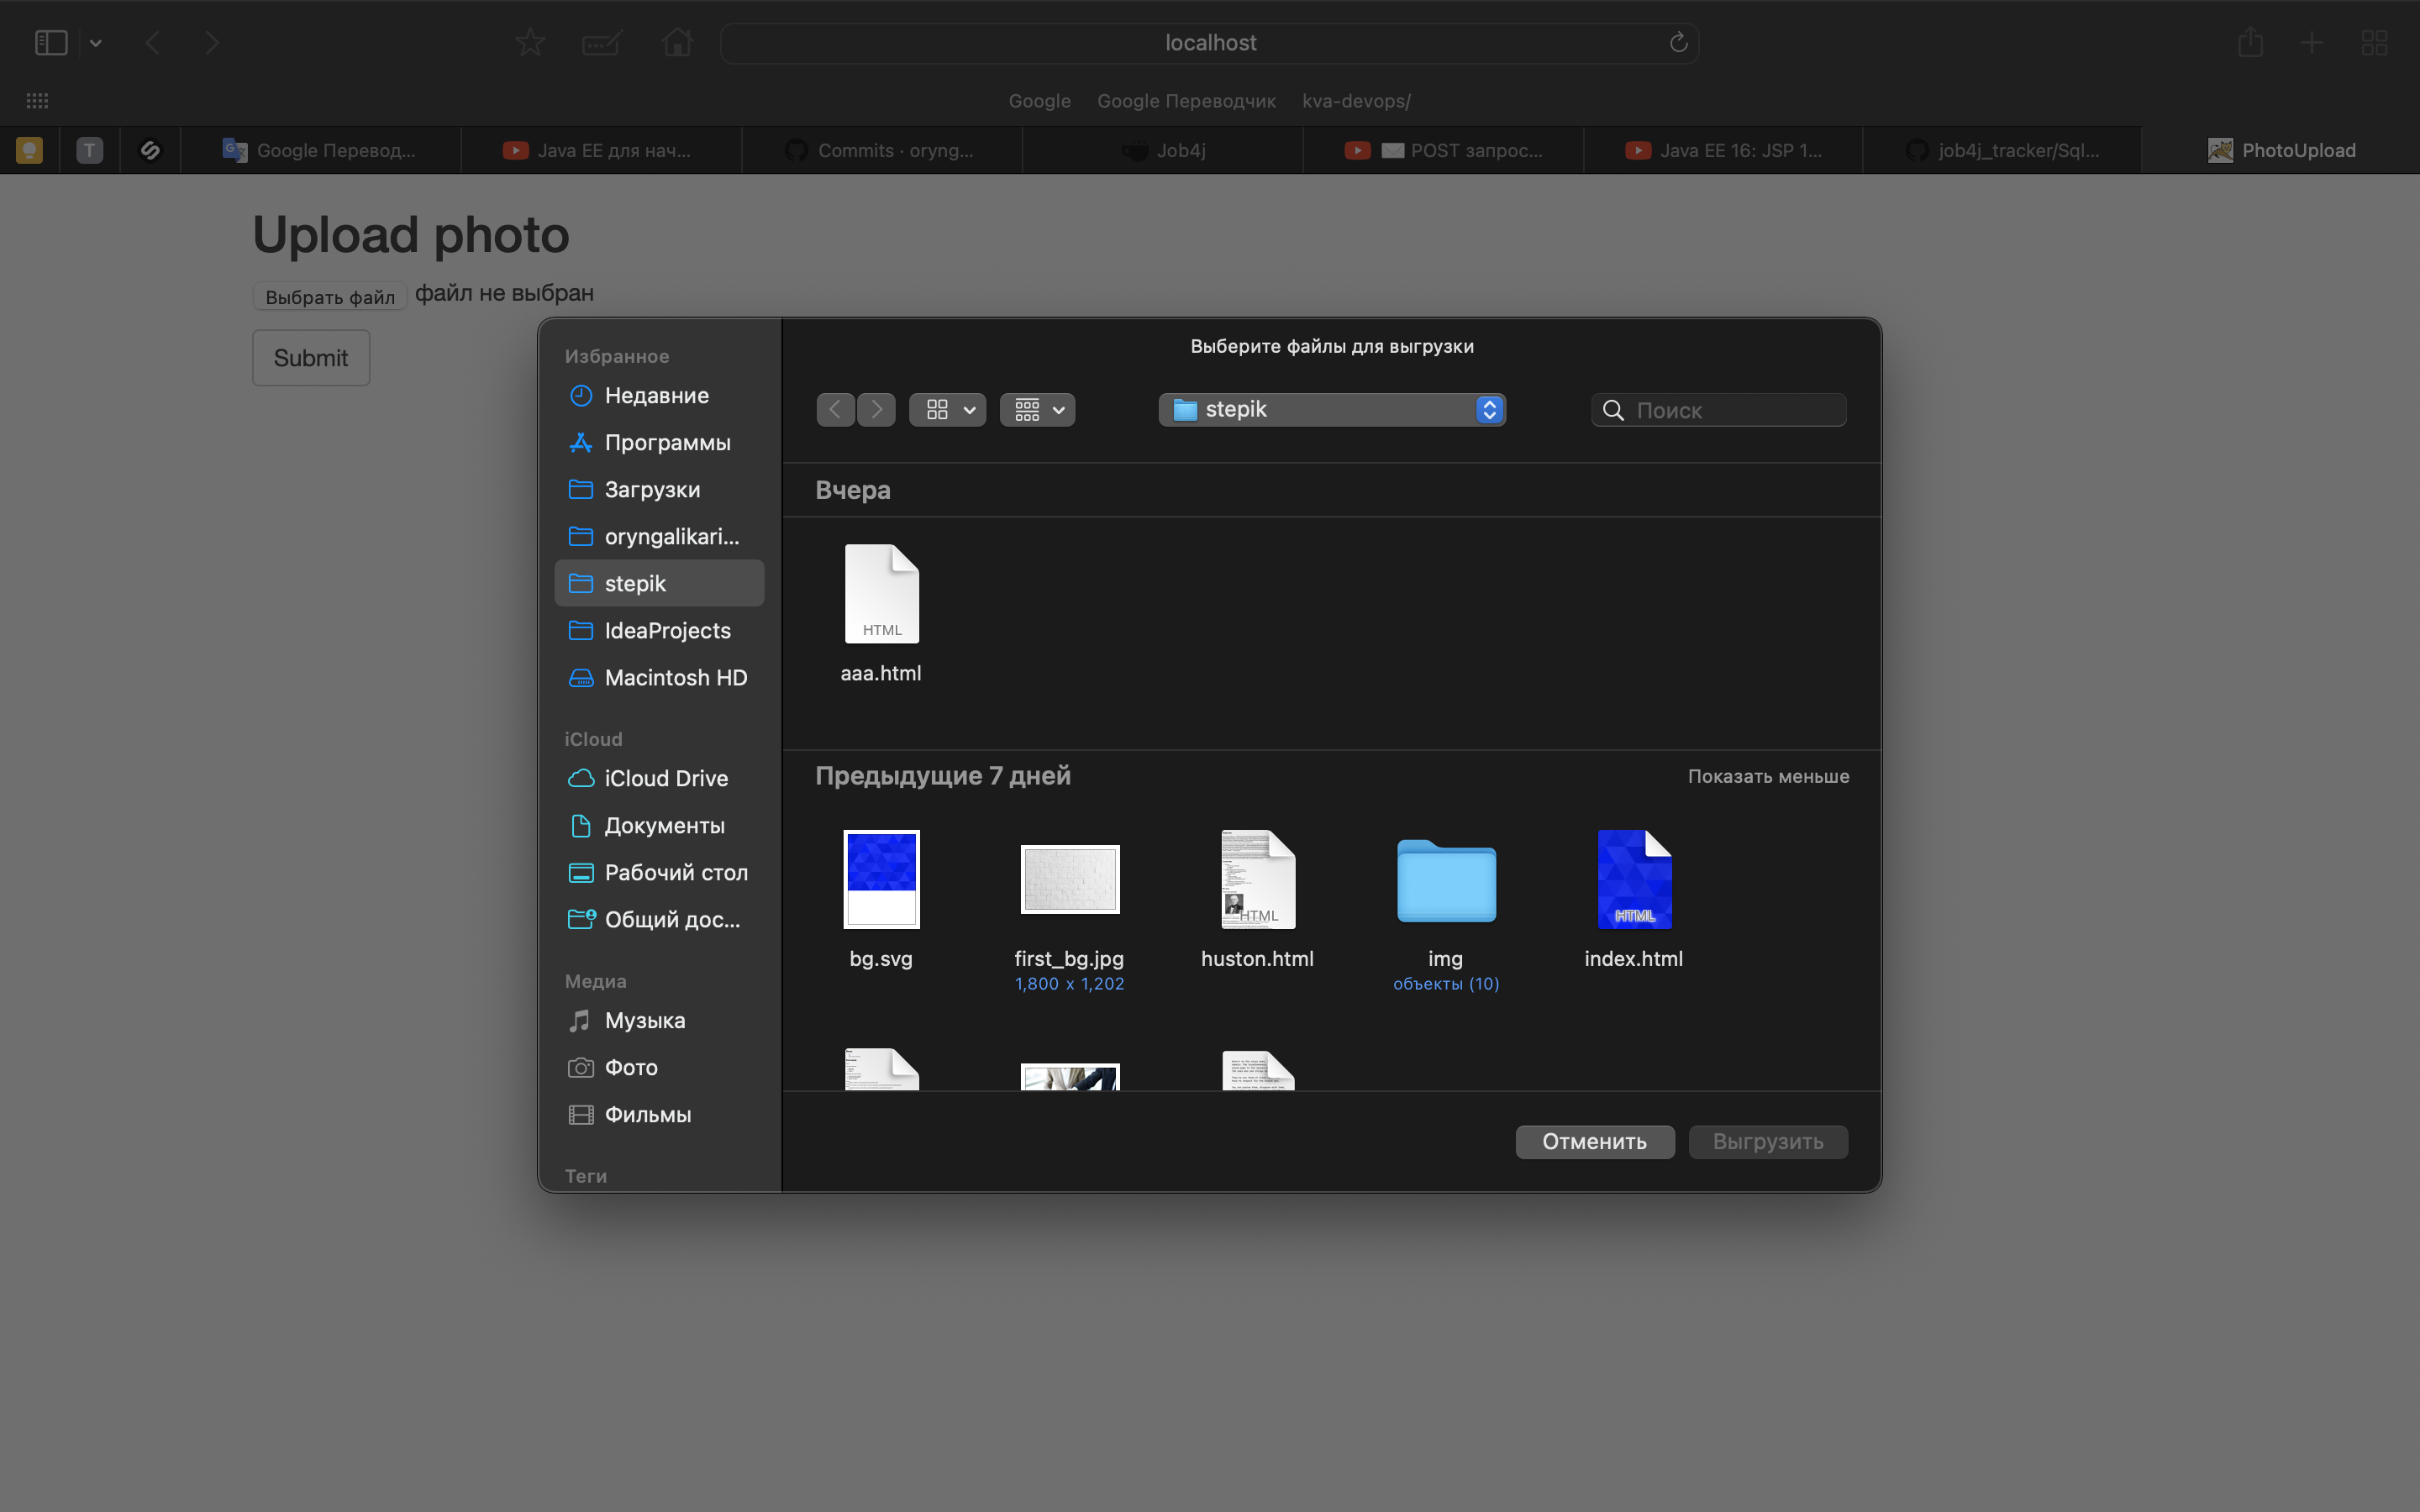 localhost
Google Google Переводчик kva-devops/
T Google Перевод... Java EE для нач... Commits · oryng... Job4j POST запрос... Java EE 16: JSP 1... job4j_tracker/Sql... PhotoUpload
Upload photo
Выбрать файл файл не выбран
Submit
Избранное
Недавние
Программы
Загрузки
oryngalikari...
stepik
IdeaProjects
Macintosh HD
iCloud
iCloud Drive
Документы
Рабочий стол
Общий дос...
Медиа
Музыка
Фото
Фильмы
Теги
Выберите файлы для выгрузки
stepik
Поиск
Вчера
HTML
aaa.html
Предыдущие 7 дней Показать меньше
HTML HTML
bg.svg first_bg.jpg huston.html img index.html
1,800 x 1,202 объекты (10)
Отменить Выгрузить